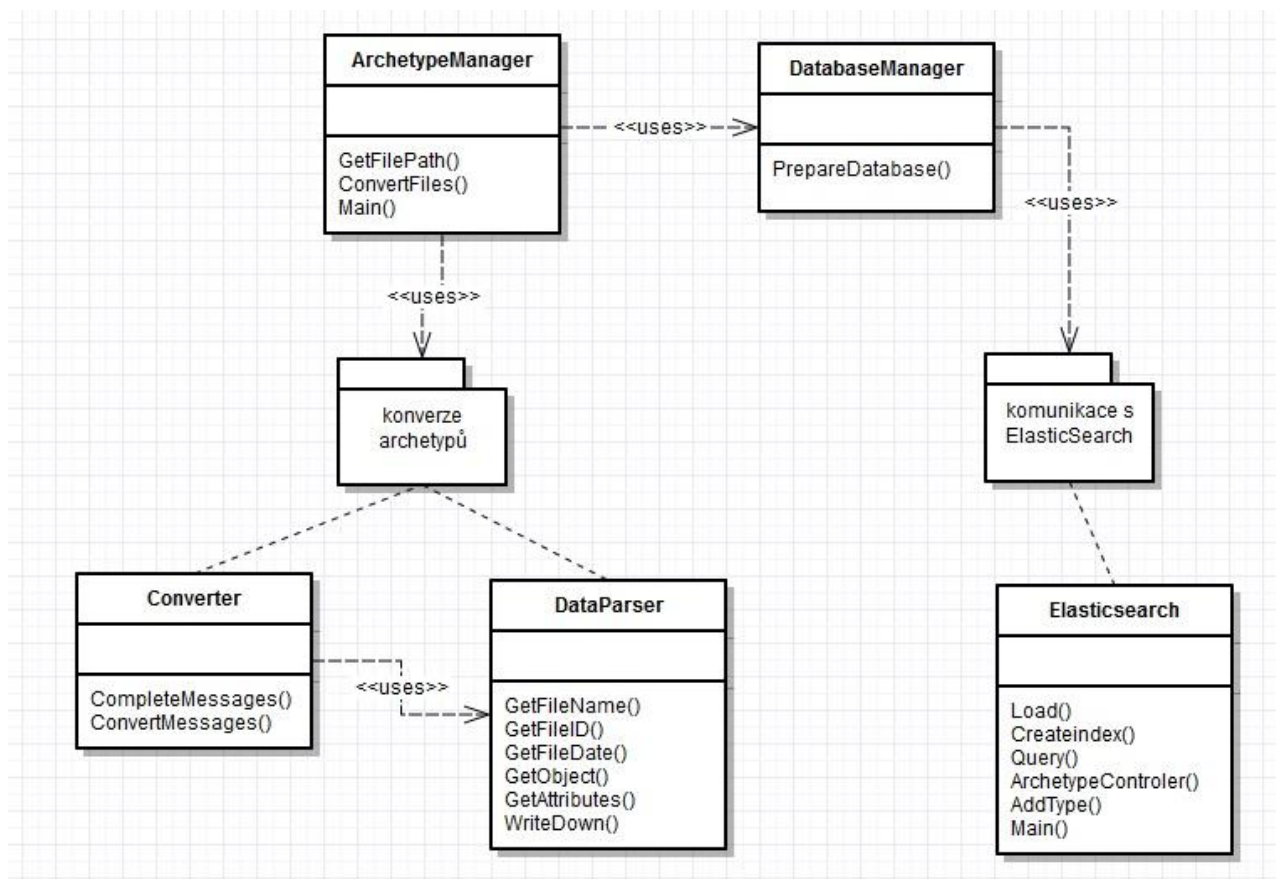 ArchetypeManager
GetFilePath()
ConvertFiles()
Main()
<<uses>>
DatabaseManager
PrepareDatabase()
<<uses>>
<<uses>>
konverze
archetypů
komunikace s
ElasticSearch
Converter
CompleteMessages()
ConvertMessages()
<<uses>>
DataParser
GetFileName()
GetFileID()
GetFileDate()
GetObject()
GetAttributes()
WriteDown()
Elasticsearch
Load()
Createindex()
Query()
ArchetypeControler()
AddType()
Main()